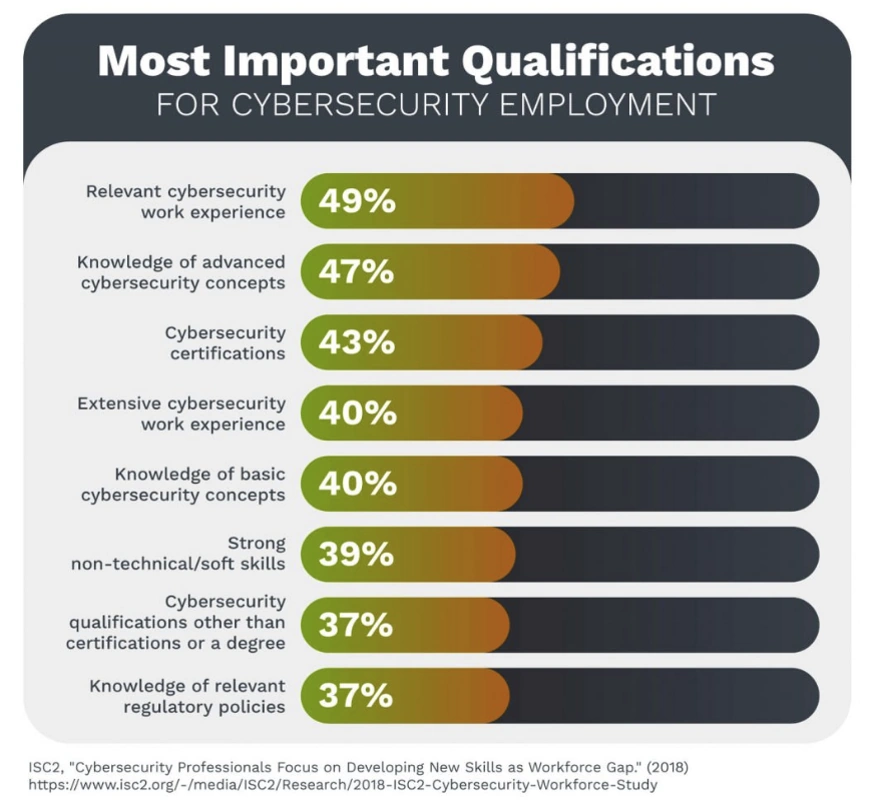 Most Important Qualifications
FOR CYBERSECURITY EMPLOYMENT
Relevant cybersecurity
work experience
49%
Knowledge of advanced
cybersecurity concepts
47%
Cybersecurity
certifications
43%
Extensive cybersecurity
work experience
40%
Knowledge of basic
cybersecurity concepts
40%
Strong
non-technical/soft skills
39%
Cybersecurity
qualifications other than
certifications or a degree
37%
Knowledge of relevant
regulatory policies
37%
ISC2, "Cybersecurity Professionals Focus on Developing New Skills as Workforce Gap." (2018)
https://www.isc2.org/-/media/ISC2/Research/2018-ISC2-Cybersecurity-Workforce-Study